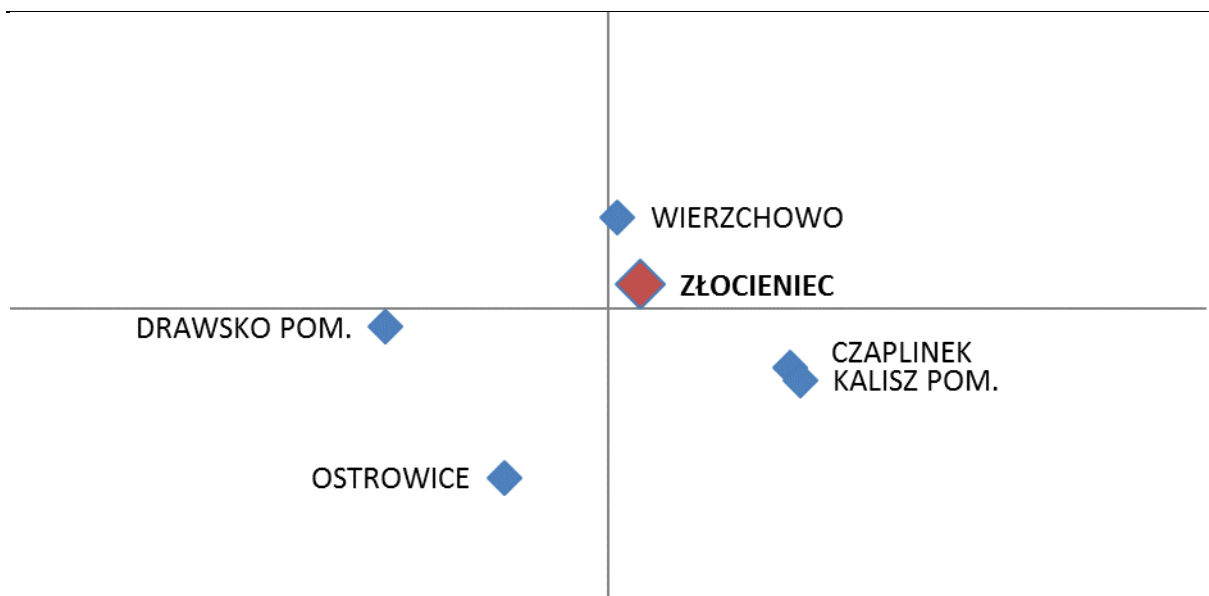 WIERZCHOWO
ZŁOCIENIEC
DRAWSKO POM.
CZAPLINEK
KALISZ POM.
OSTROWICE